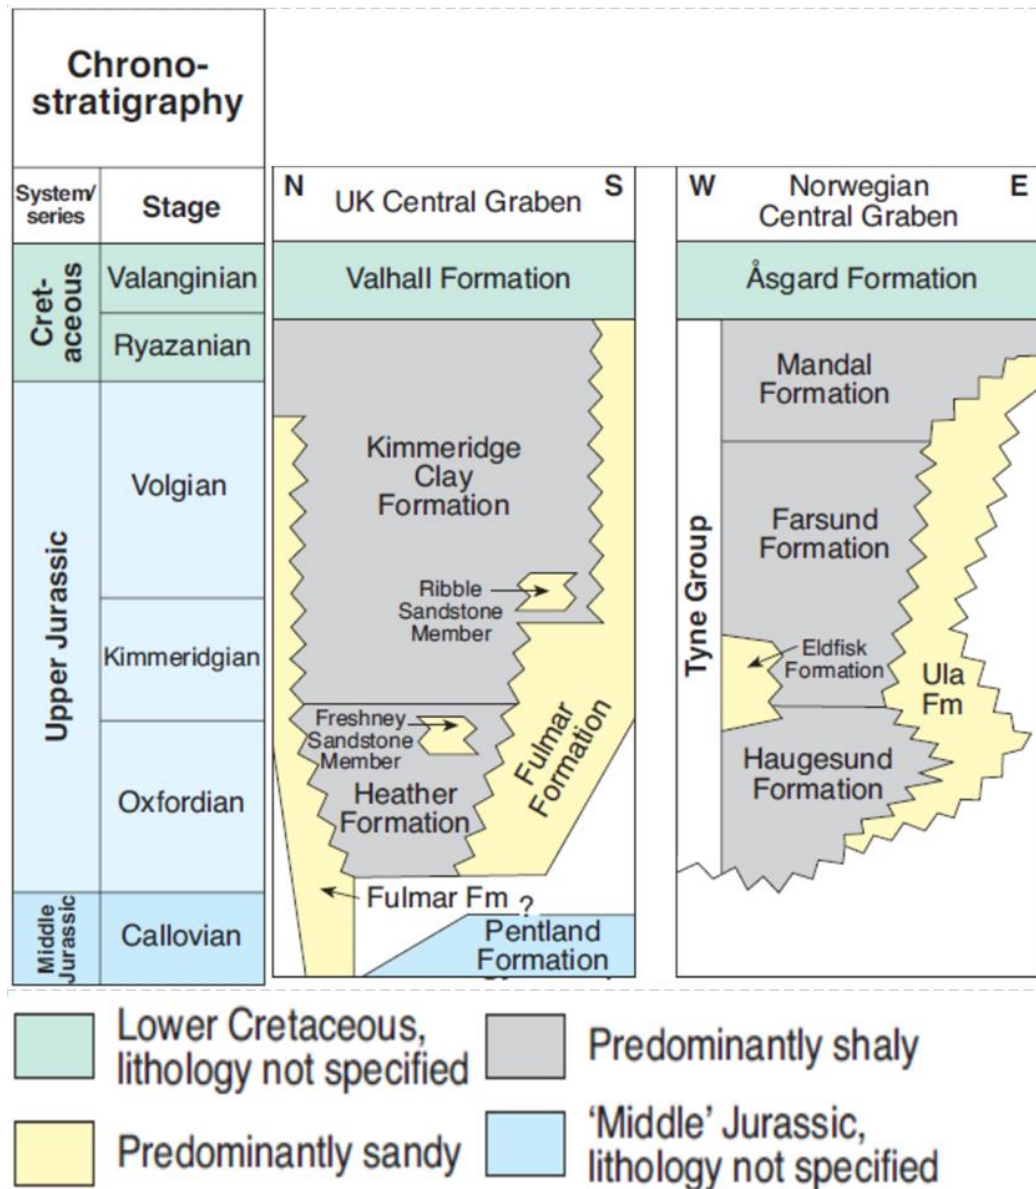 Chrono-
stratigraphy
System/
series
Stage
N
UK Central Graben
S
W
Norwegian
Central Graben
E
Cret-
aceous
Valanginian
Ryazanian
Valhall Formation
Åsgard Formation
Upper Jurassic
Volgian
Kimmeridgian
Oxfordian
Middle
Jurassic
Callovian
Kimmeridge
Clay
Formation
Ribble
Sandstone
Member
Freshney
Sandstone
Member
Heather
Formation
Fulmar
Formation
Fulmar Fm
?
Pentland
Formation
Tyne Group
Mandal
Formation
Farsund
Formation
Eldfisk
Formation
Ula
Fm
Haugesund
Formation
Lower Cretaceous,
lithology not specified
Predominantly shaly
Predominantly sandy
‘Middle’ Jurassic,
lithology not specified